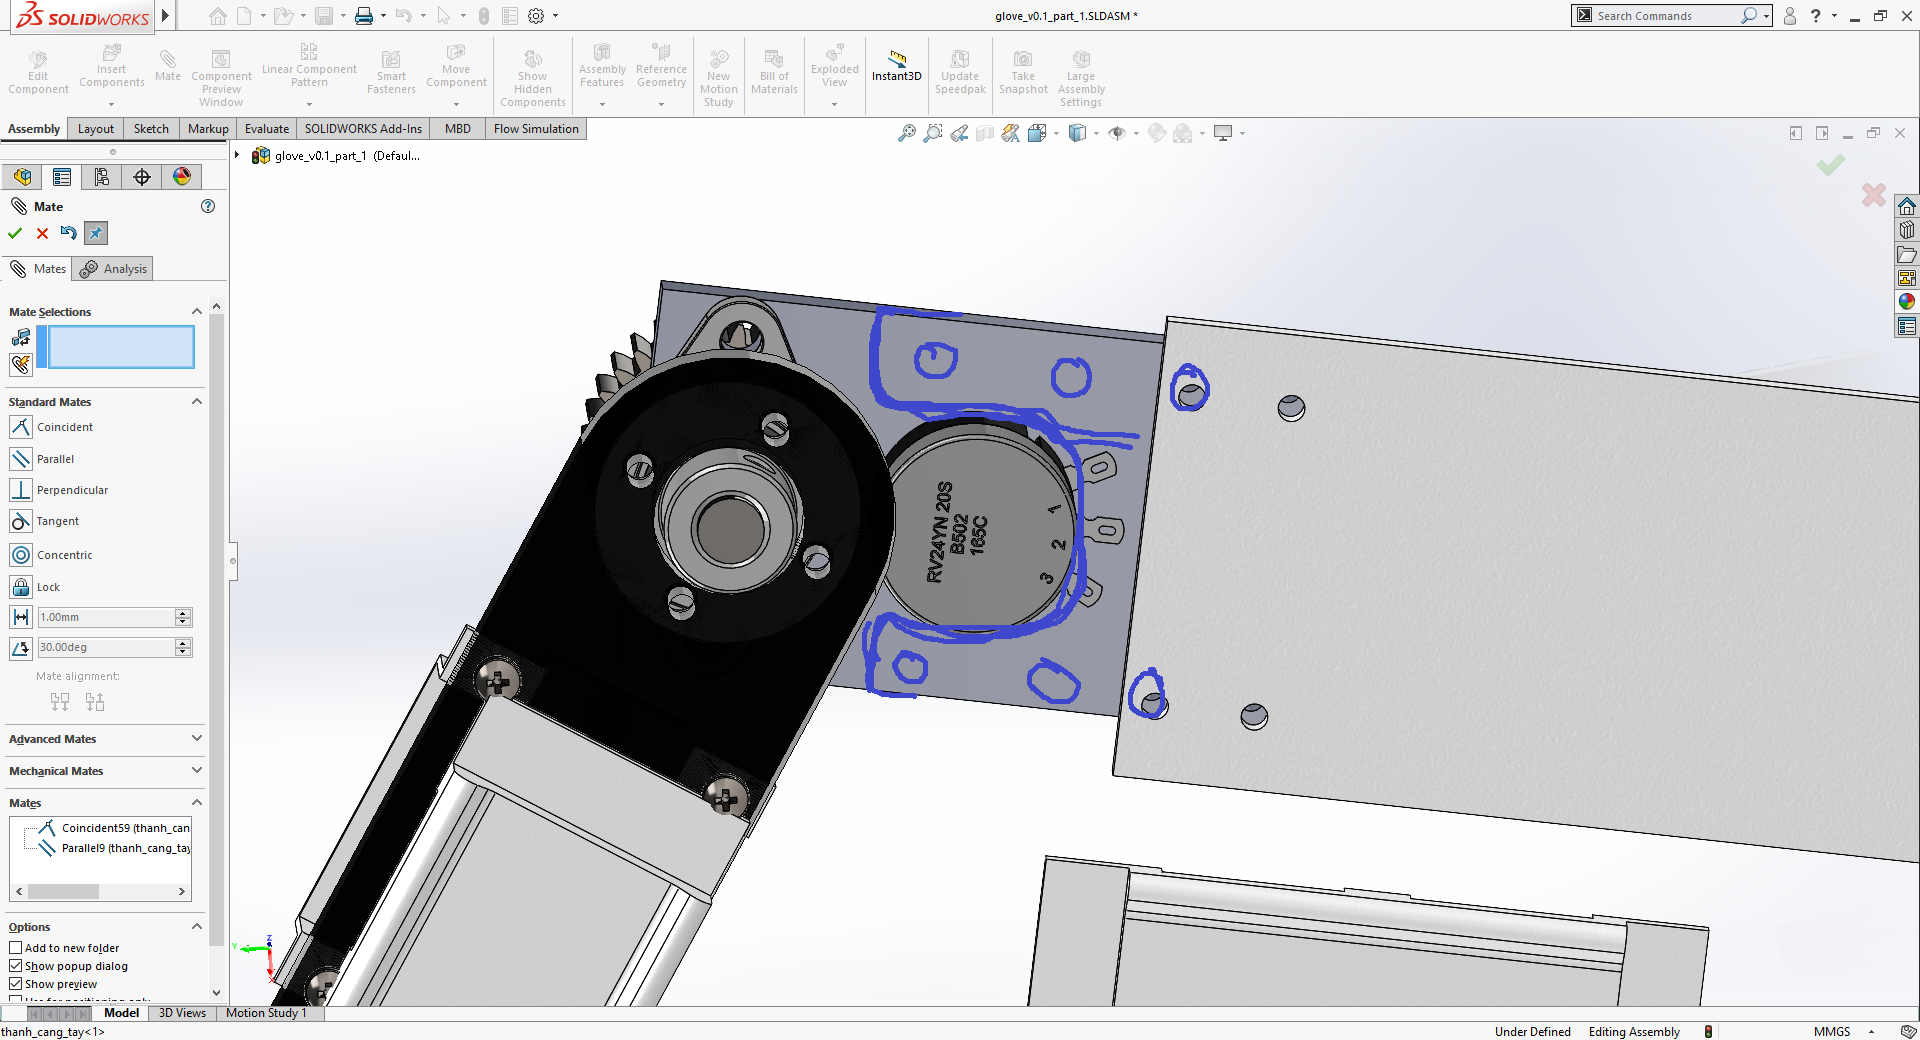 SOLIDWORKS
glove_v0.1_part_1.SLDASM *
Search Commands
?
Edit Component
Insert Components
Mate
Component Preview Window
Linear Component Pattern
Smart Fasteners
Move Component
Show Hidden Components
Assembly Features
Reference Geometry
New Motion Study
Bill of Materials
Exploded View
Instant3D
Update Speedpak
Take Snapshot
Large Assembly Settings
Assembly Layout Sketch Markup Evaluate SOLIDWORKS Add-Ins MBD Flow Simulation
glove_v0.1_part_1 (Defaul...
Mate
?
Mates Analysis
Mate Selections
Standard Mates
Coincident
Parallel
Perpendicular
Tangent
Concentric
Lock
1.00mm
30.00deg
Mate alignment:
Advanced Mates
Mechanical Mates
Mates
Coincident59 (thanh_can
Parallel9 (thanh_cang_tay
Options
Add to new folder
Show popup dialog
Show preview
Use for positioning only
RV24YN 20S
B502
165C
1
2
3
Y
Z
X
Model 3D Views Motion Study 1
thanh_cang_tay<1>
Under Defined Editing Assembly MMGS